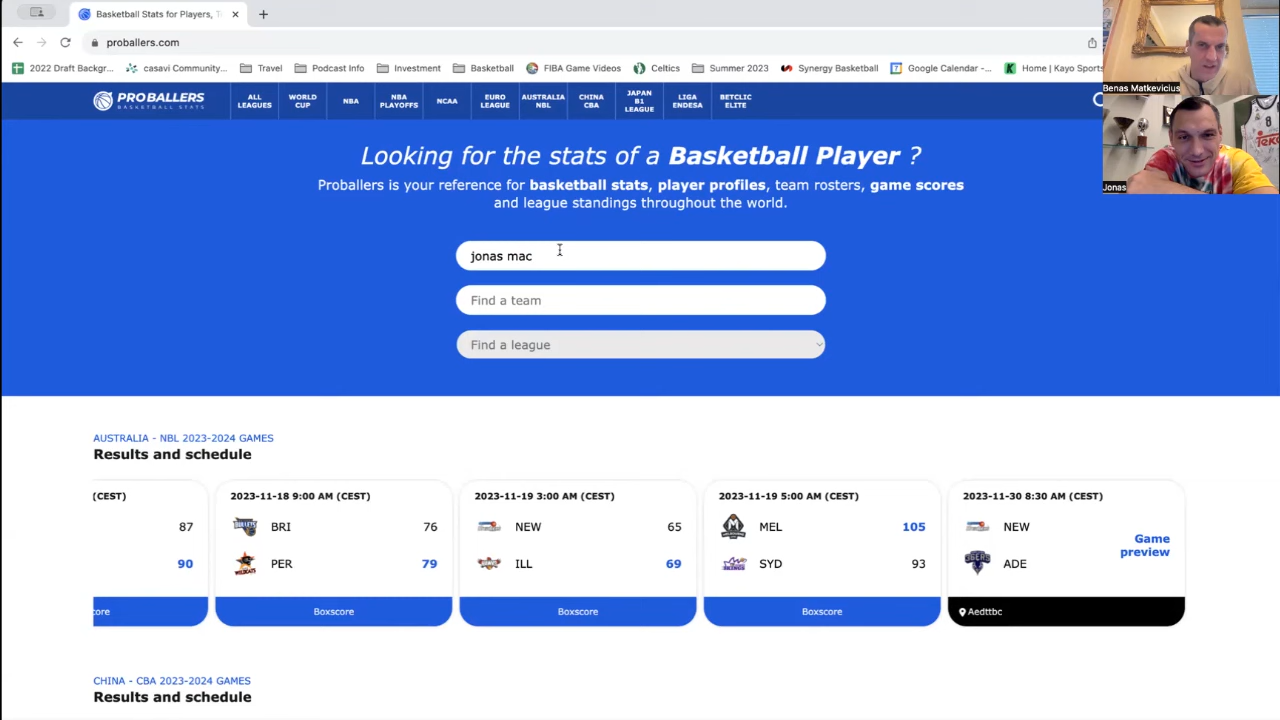 Basketball Stats for Players, T
proballers.com
2022 Draft Backgr...
casavi Community...
Travel
Podcast Info
Investment
Basketball
FIBA Game Videos
Celtics
Summer 2023
Synergy Basketball
Google Calendar -...
Home | Kayo Sports
Benas Matkevicius
Jonas
8
PROBALLERS
BASKETBALL STATS
ALL LEAGUES
WORLD CUP
NBA
NBA PLAYOFFS
NCAA
EURO LEAGUE
AUSTRALIA NBL
CHINA CBA
JAPAN B1 LEAGUE
LIGA ENDESA
BETCLIC ELITE
Looking for the stats of a Basketball Player ?
Proballers is your reference for basketball stats, player profiles, team rosters, game scores
and league standings throughout the world.
jonas mac
Find a team
Find a league
AUSTRALIA - NBL 2023-2024 GAMES
Results and schedule
(CEST)
87
90
core
2023-11-18 9:00 AM (CEST)
BRI 76
PER 79
Boxscore
2023-11-19 3:00 AM (CEST)
NEW 65
ILL 69
Boxscore
2023-11-19 5:00 AM (CEST)
MEL 105
SYD 93
Boxscore
2023-11-30 8:30 AM (CEST)
NEW
ADE
Game
preview
Aedttbc
CHINA - CBA 2023-2024 GAMES
Results and schedule